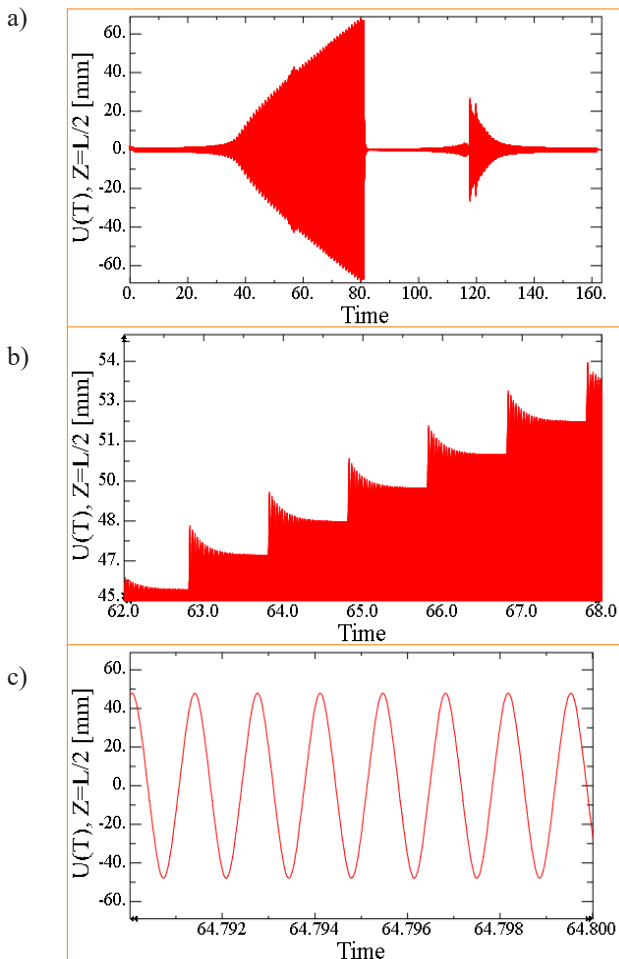 a)
U(T), Z=L/2 [mm]
60.
40.
20.
0.
-20.
-40.
-60.
0. 20. 40. 60. 80. 100. 120. 140. 160.
Time
b)
U(T), Z=L/2 [mm]
54.
53.
51.
50.
48.
47.
45.
62.0 63.0 64.0 65.0 66.0 67.0 68.0
Time
c)
U(T), Z=L/2 [mm]
60.
40.
20.
0.
-20.
-40.
-60.
64.792 64.794 64.796 64.798 64.800
Time